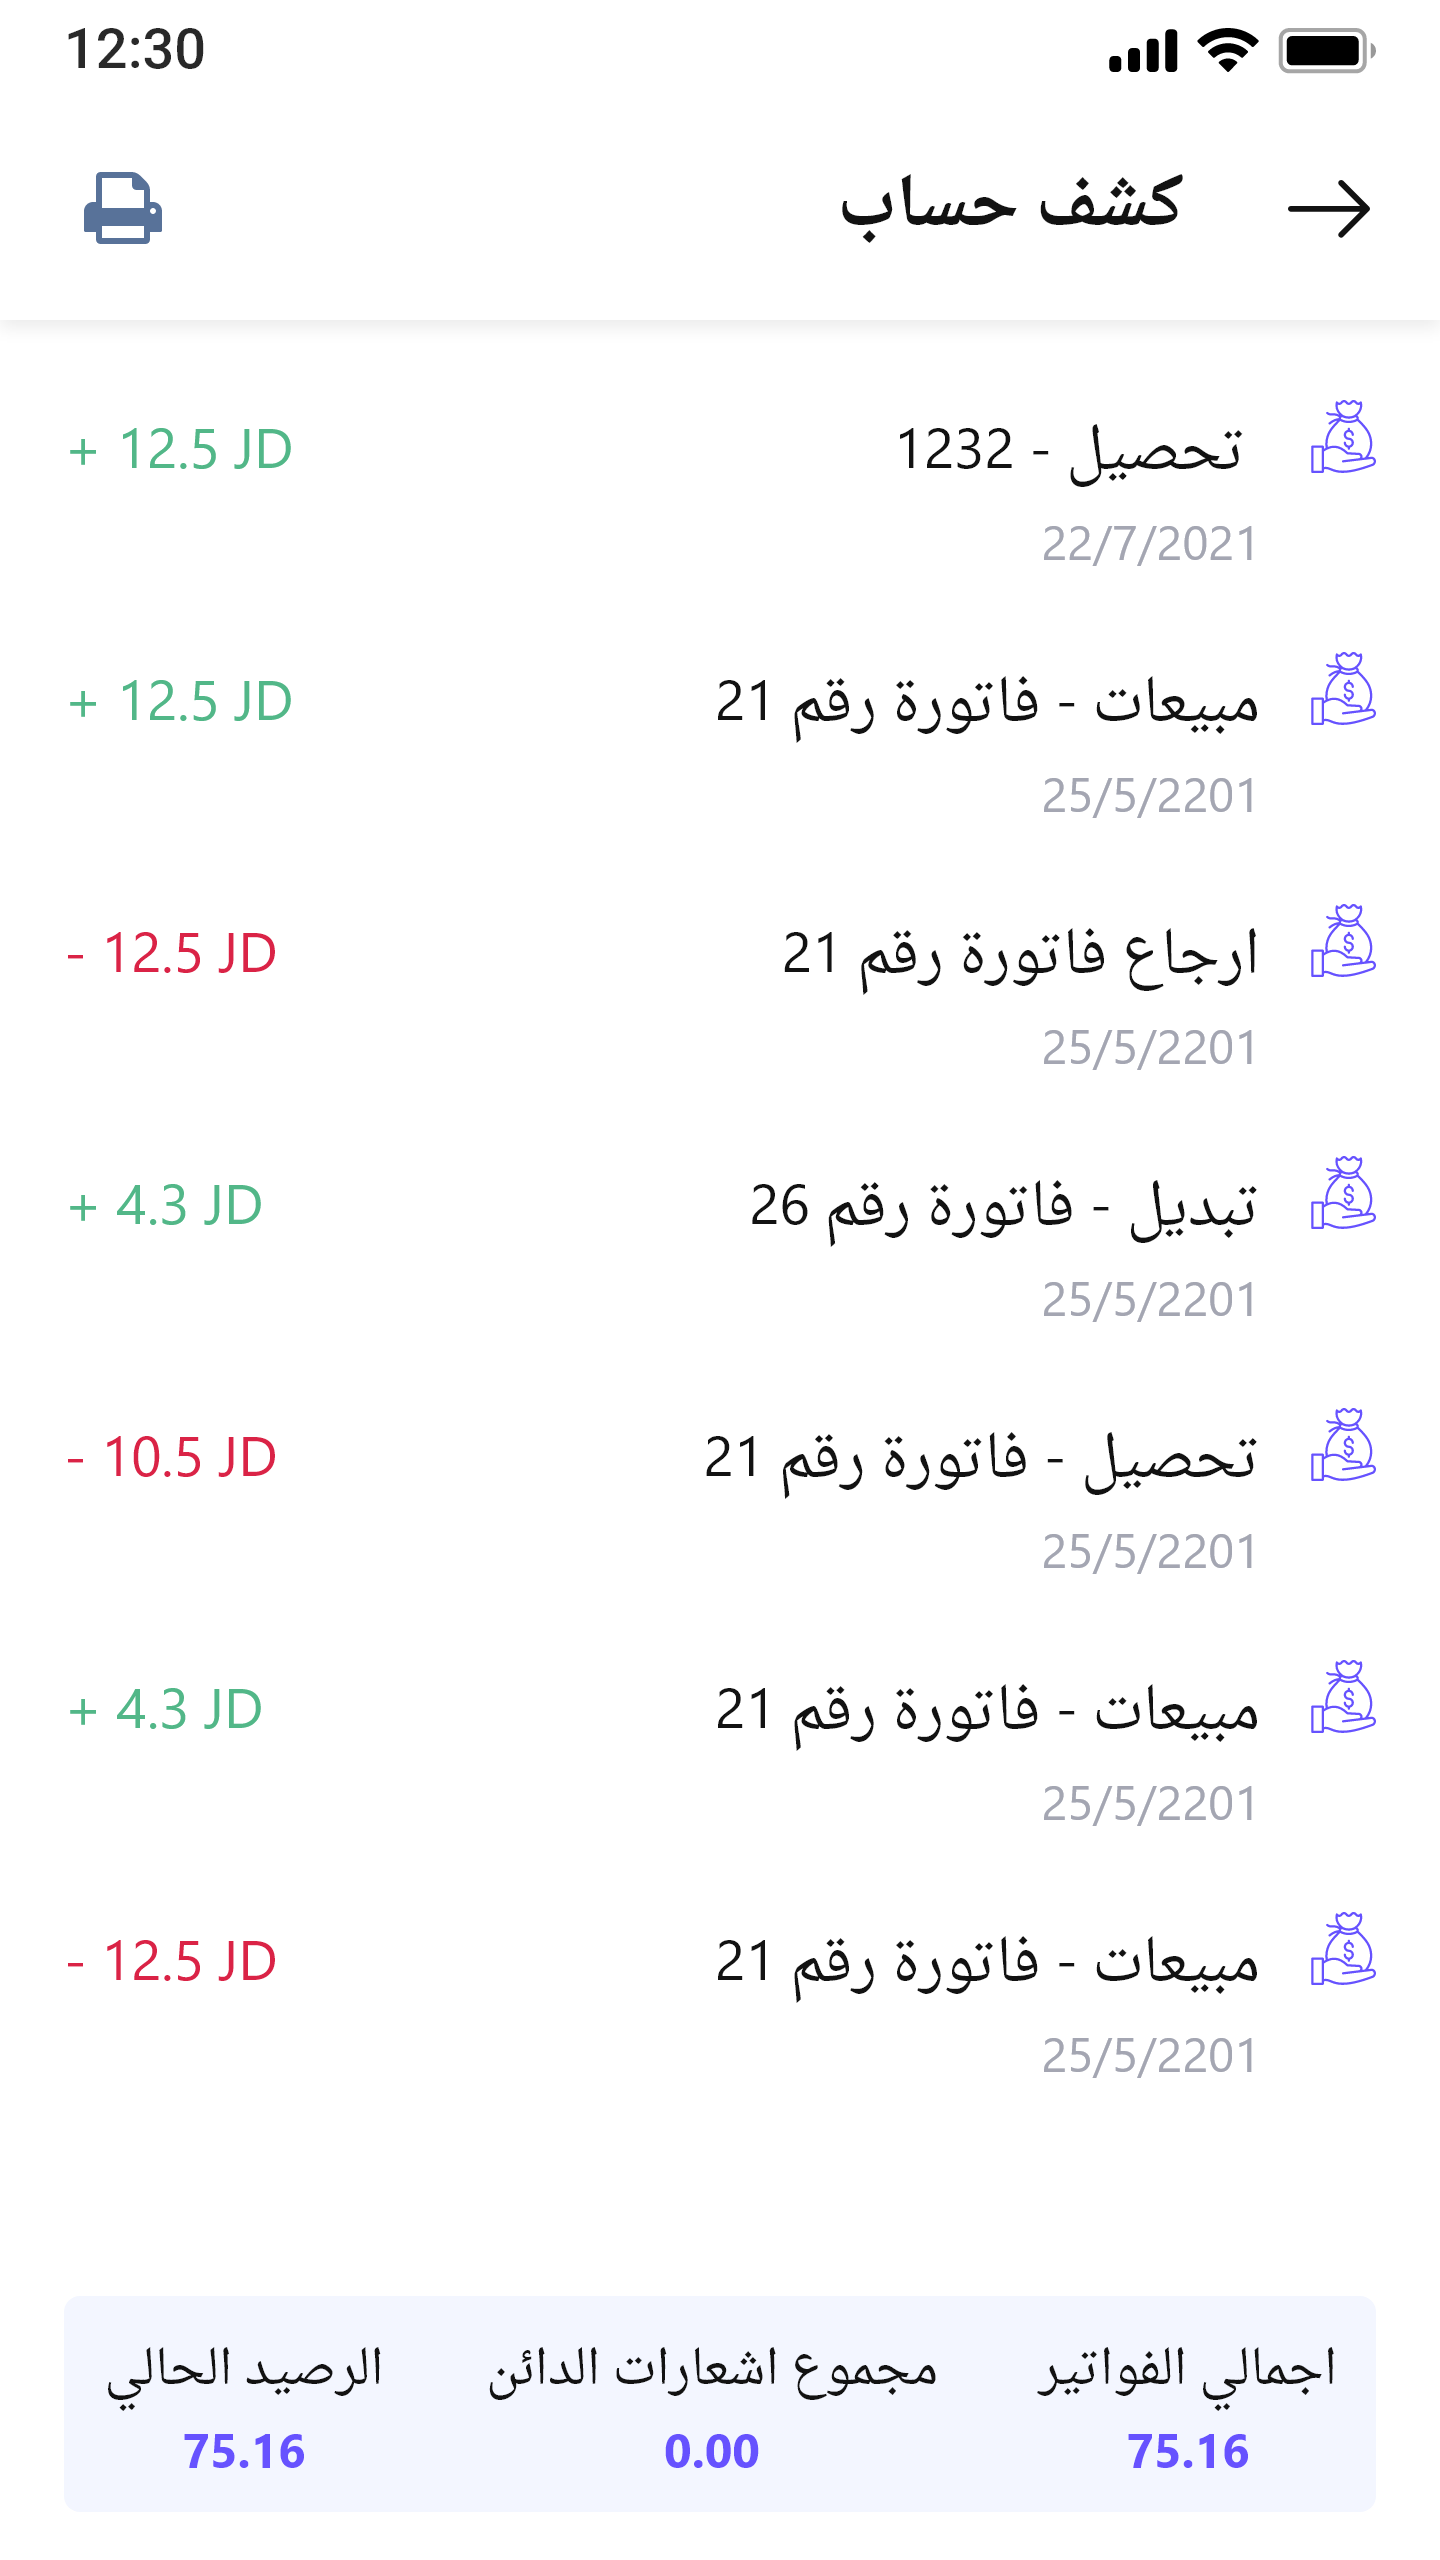 12:30
كشف حساب
تحصيل - 1232
+ 12.5 JD
22/7/2021
مبيعات - فاتورة رقم 21
+ 12.5 JD
25/5/2201
ارجاع فاتورة رقم 21
- 12.5 JD
25/5/2201
تبديل - فاتورة رقم 26
+ 4.3 JD
25/5/2201
تحصيل - فاتورة رقم 21
- 10.5 JD
25/5/2201
مبيعات - فاتورة رقم 21
+ 4.3 JD
25/5/2201
مبيعات - فاتورة رقم 21
- 12.5 JD
25/5/2201
اجمالي الفواتير
75.16
مجموع اشعارات الدائن
0.00
الرصيد الحالي
75.16